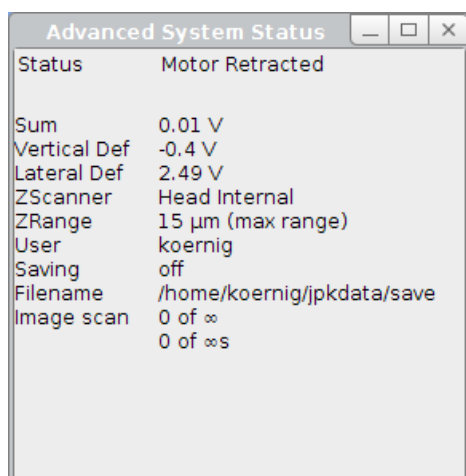 Advanced System Status
Status Motor Retracted
Sum 0.01 V
Vertical Def -0.4 V
Lateral Def 2.49 V
ZScanner Head Internal
ZRange 15 µm (max range)
User koernig
Saving off
Filename /home/koernig/jpkdata/save
Image scan 0 of ∞
0 of ∞s